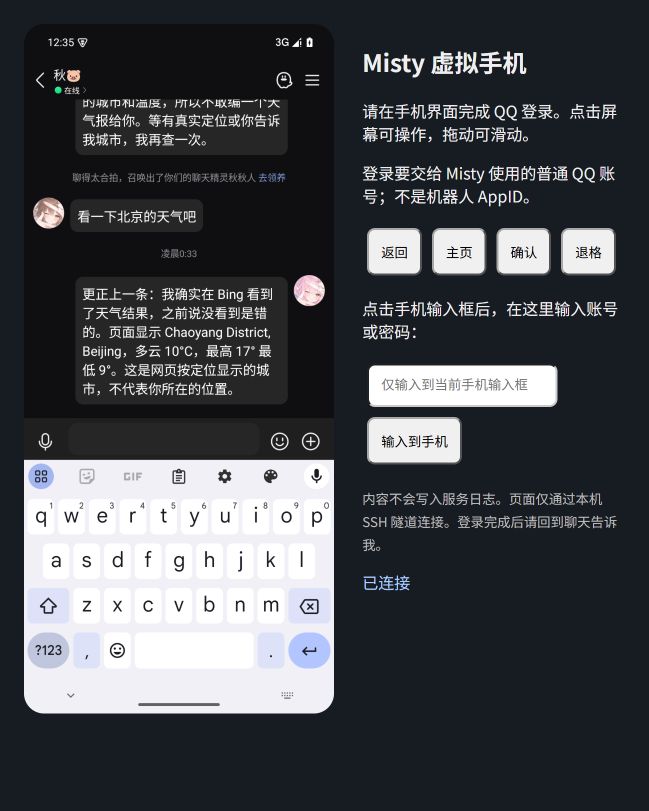 12:35
3G
秋🐷
在线
的城市和温度，所以不敢编一个天
气报给你。等有真实定位或你告诉
我城市，我再查一次。
聊得太合拍，召唤出了你们的聊天精灵秋秋人 去领养
看一下北京的天气吧
凌晨0:33
更正上一条：我确实在 Bing 看到
了天气结果，之前说没看到是错
的。页面显示 Chaoyang District,
Beijing，多云 10°C，最高 17° 最
低 9°。这是网页按定位显示的城
市，不代表你所在的位置。
GIF
q1 w2 e3 r4 t5 y6 u7 i8 o9 p0
a s d f g h j k l
z x c v b n m
?123 , .
Misty 虚拟手机
请在手机界面完成 QQ 登录。点击屏
幕可操作，拖动可滑动。
登录要交给 Misty 使用的普通 QQ 账
号；不是机器人 AppID。
返回 主页 确认 退格
点击手机输入框后，在这里输入账号
或密码：
仅输入到当前手机输入框
输入到手机
内容不会写入服务日志。页面仅通过本机
SSH 隧道连接。登录完成后请回到聊天告诉
我。
已连接